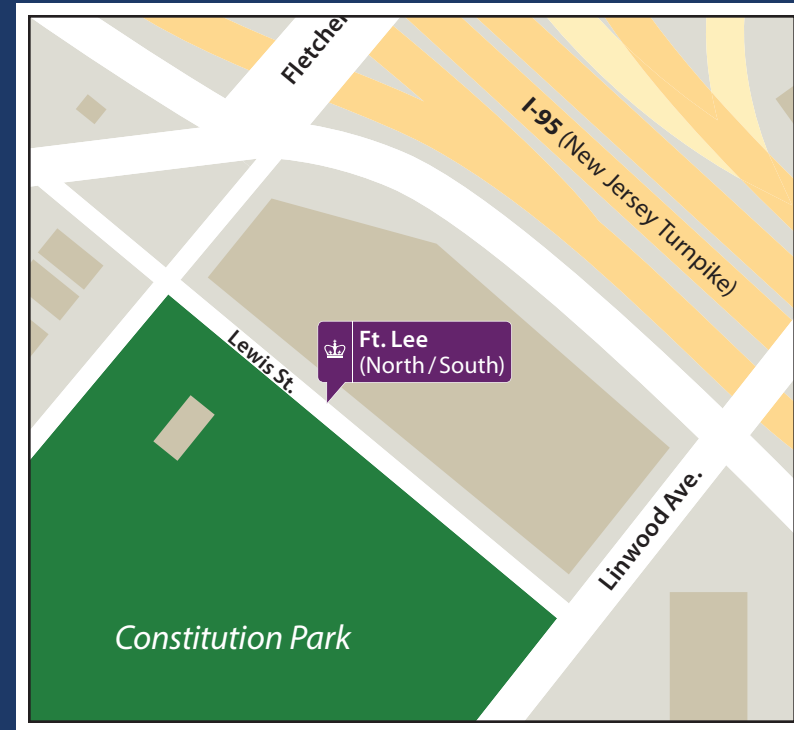 Fletcher
I-95 (New Jersey Turnpike)
Ft. Lee
(North / South)
Lewis St.
Linwood Ave.
Constitution Park